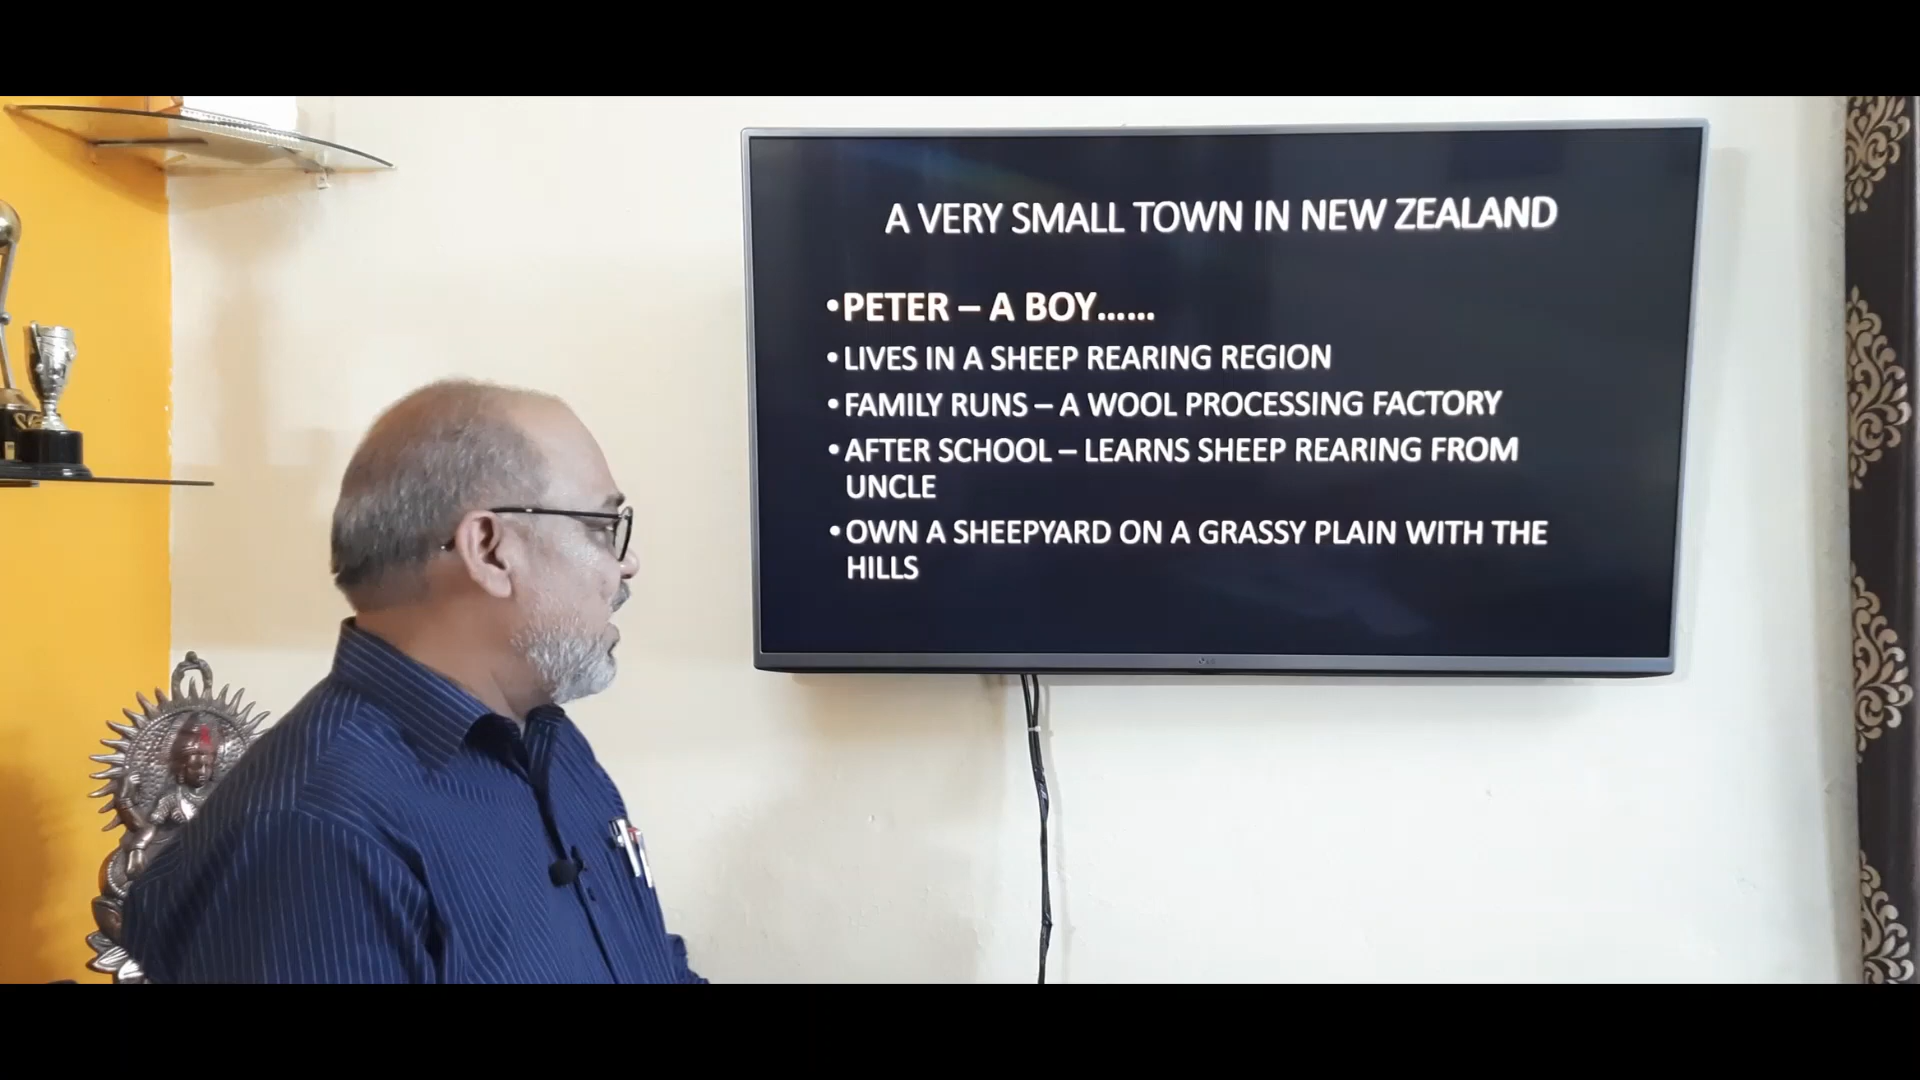 A VERY SMALL TOWN IN NEW ZEALAND
•PETER – A BOY......
•LIVES IN A SHEEP REARING REGION
•FAMILY RUNS – A WOOL PROCESSING FACTORY
•AFTER SCHOOL – LEARNS SHEEP REARING FROM
UNCLE
•OWN A SHEEPYARD ON A GRASSY PLAIN WITH THE
HILLS